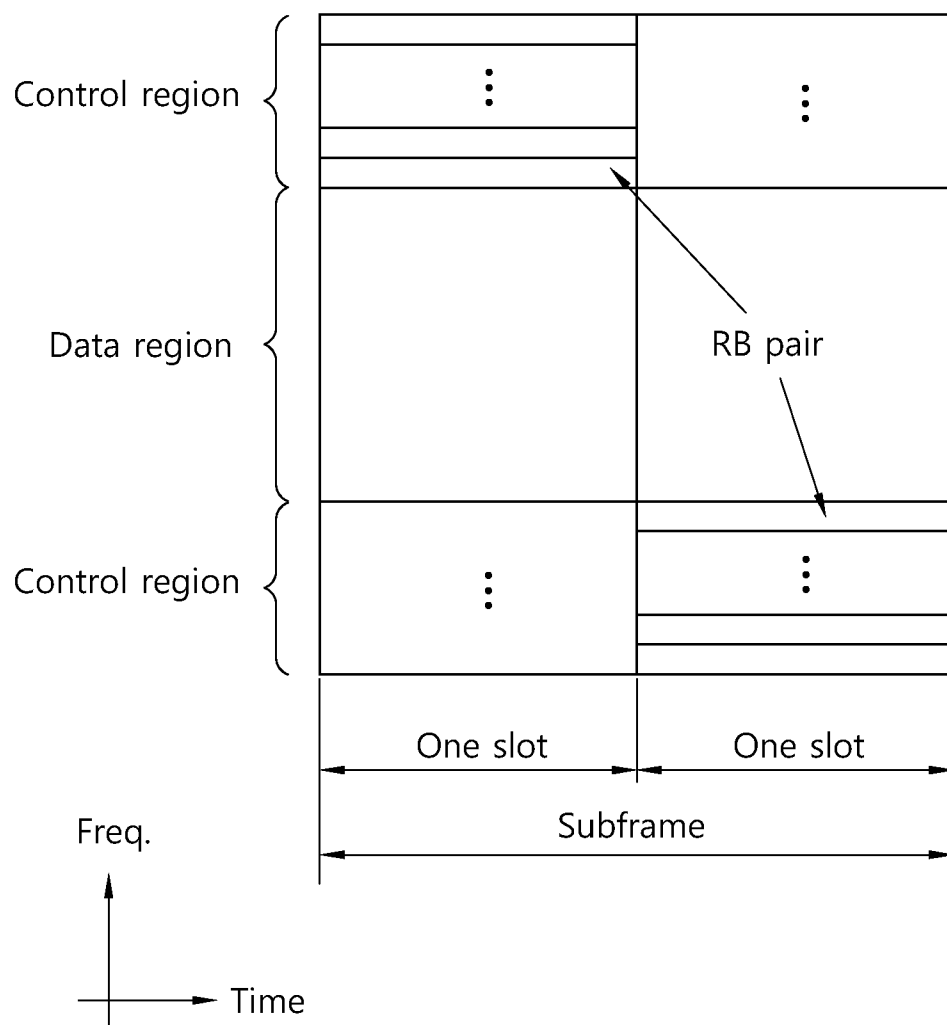 Control region
Data region
RB pair
Control region
One slot
One slot
Subframe
Freq.
Time